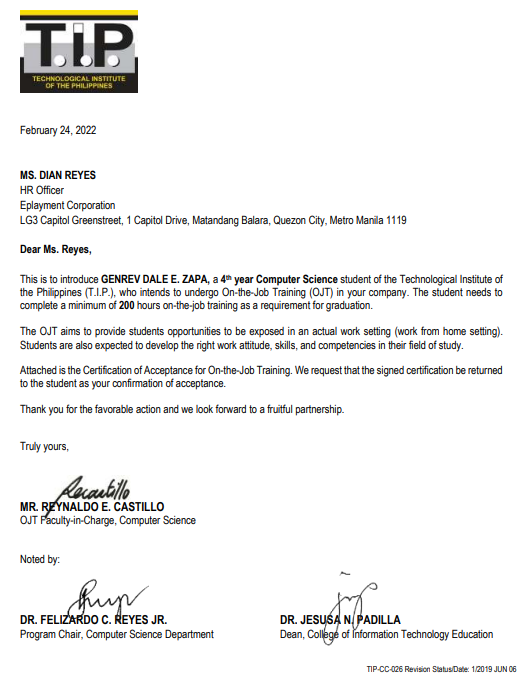 T.I.P.
TECHNOLOGICAL INSTITUTE
OF THE PHILIPPINES
February 24, 2022
MS. DIAN REYES
HR Officer
Eplayment Corporation
LG3 Capitol Greenstreet, 1 Capitol Drive, Matandang Balara, Quezon City, Metro Manila 1119
Dear Ms. Reyes,
This is to introduce GENREV DALE E. ZAPA, a 4th year Computer Science student of the Technological Institute of
the Philippines (T.I.P.), who intends to undergo On-the-Job Training (OJT) in your company. The student needs to
complete a minimum of 200 hours on-the-job training as a requirement for graduation.
The OJT aims to provide students opportunities to be exposed in an actual work setting (work from home setting).
Students are also expected to develop the right work attitude, skills, and competencies in their field of study.
Attached is the Certification of Acceptance for On-the-Job Training. We request that the signed certification be returned
to the student as your confirmation of acceptance.
Thank you for the favorable action and we look forward to a fruitful partnership.
Truly yours,
MR. REYNALDO E. CASTILLO
OJT Faculty-in-Charge, Computer Science
Noted by:
DR. FELIZARDO C. REYES JR.
Program Chair, Computer Science Department
DR. JESUSA N. PADILLA
Dean, College of Information Technology Education
TIP-CC-026 Revision Status/Date: 1/2019 JUN 06